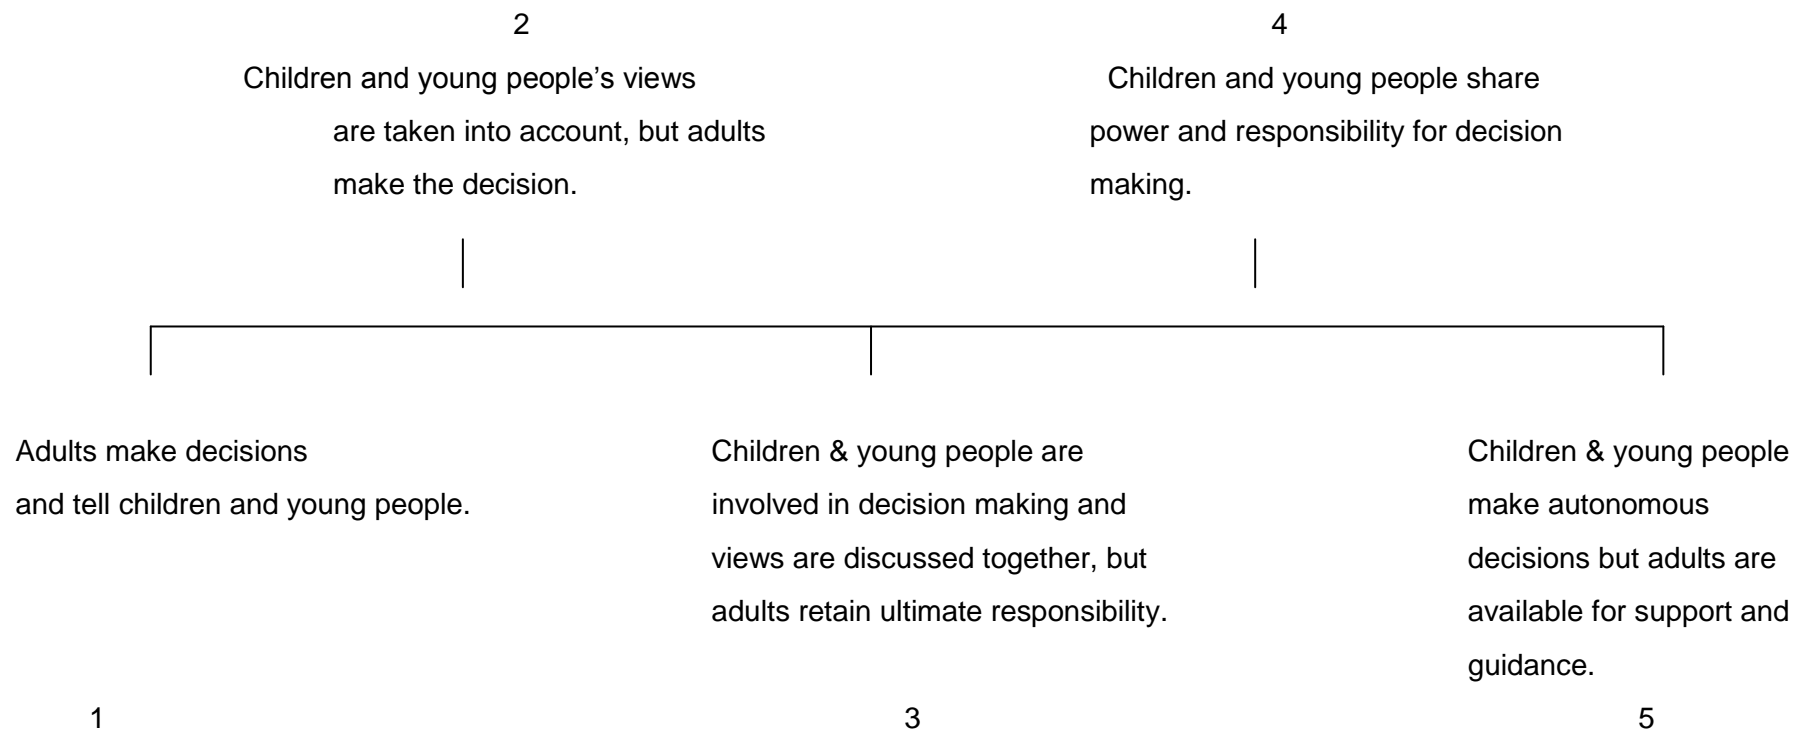 2
Children and young people’s views
are taken into account, but adults
make the decision.
4
Children and young people share
power and responsibility for decision
making.
Adults make decisions
and tell children and young people.
1
Children & young people are
involved in decision making and
views are discussed together, but
adults retain ultimate responsibility.
3
Children & young people
make autonomous
decisions but adults are
available for support and
guidance.
5